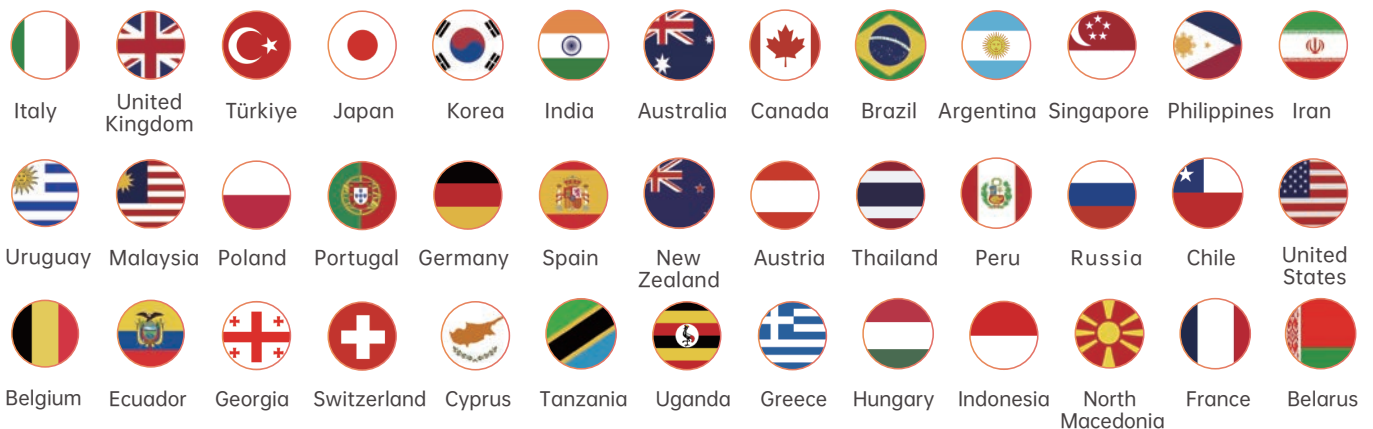 Italy
United
Kingdom
Türkiye
Japan
Korea
India
Australia
Canada
Brazil
Argentina
Singapore
Philippines
Iran
Uruguay
Malaysia
Poland
Portugal
Germany
Spain
New
Zealand
Austria
Thailand
Peru
Russia
Chile
United
States
Belgium
Ecuador
Georgia
Switzerland
Cyprus
Tanzania
Uganda
Greece
Hungary
Indonesia
North
Macedonia
France
Belarus